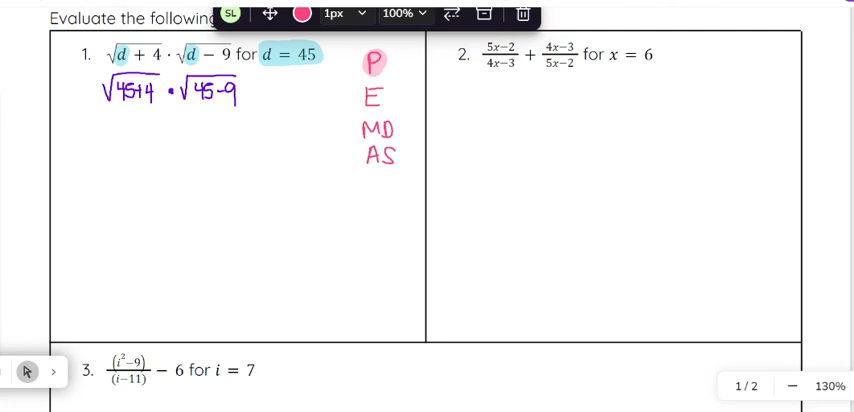 Evaluate the following
SL 1px 100%
1. √(d + 4) · √(d − 9) for d = 45
√(45+4) · √(45-9)
P
E
MD
AS
2. (5x−2)/(4x−3) + (4x−3)/(5x−2) for x = 6
3. (i²−9)/(i−11) − 6 for i = 7
1 / 2 − 130%